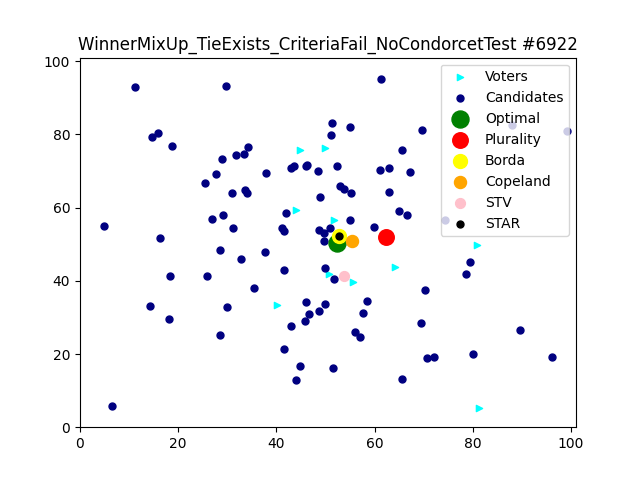 WinnerMixUp_TieExists_CriteriaFail_NoCondorcetTest #6922
100
80
60
40
20
0
0 20 40 60 80 100
Voters
Candidates
Optimal
Plurality
Borda
Copeland
STV
STAR